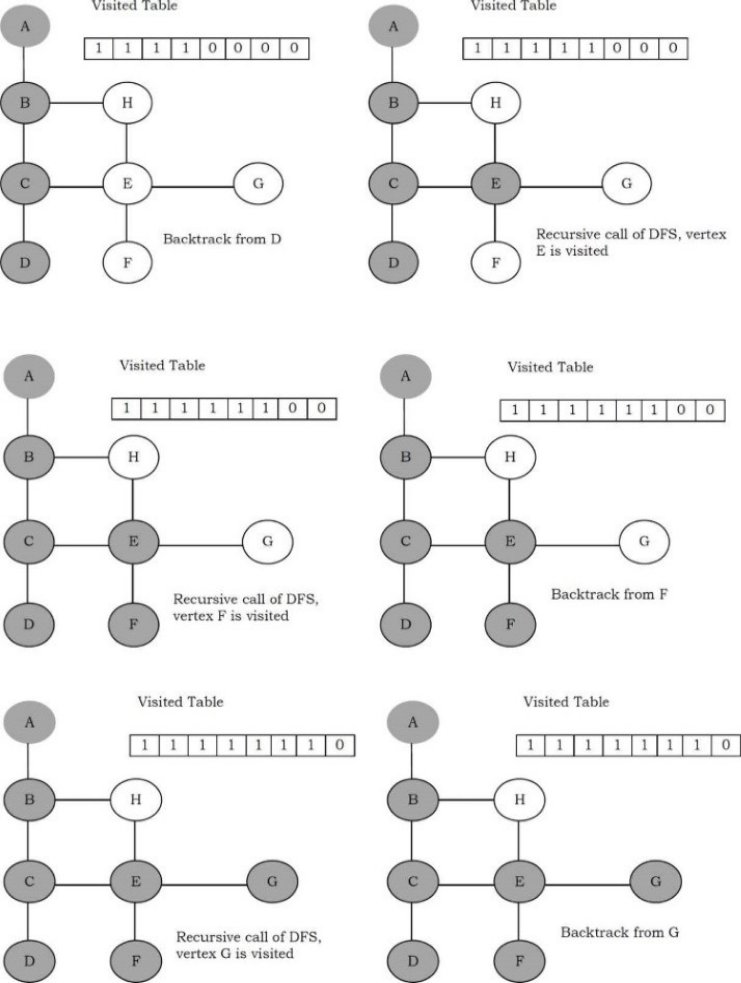 Visited Table
A
1 1 1 1 0 0 0 0
B H
C E G
Backtrack from D
D F
Visited Table
A
1 1 1 1 1 0 0 0
B H
C E G
Recursive call of DFS, vertex
E is visited
D F
Visited Table
A
1 1 1 1 1 1 0 0
B H
C E G
Recursive call of DFS,
vertex F is visited
D F
Visited Table
A
1 1 1 1 1 1 0 0
B H
C E G
Backtrack from F
D F
Visited Table
A
1 1 1 1 1 1 1 0
B H
C E G
Recursive call of DFS,
vertex G is visited
D F
Visited Table
A
1 1 1 1 1 1 1 0
B H
C E G
Backtrack from G
D F